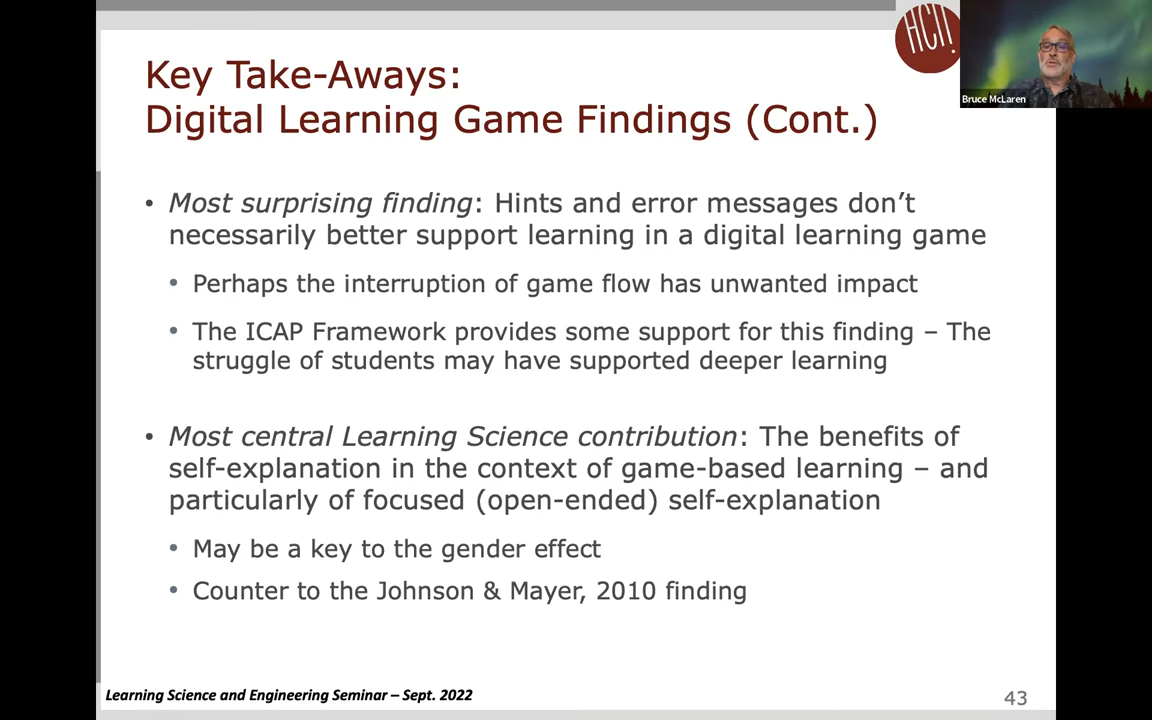 HCII
Bruce McLaren
Key Take-Aways:
Digital Learning Game Findings (Cont.)
• Most surprising finding: Hints and error messages don't
necessarily better support learning in a digital learning game
• Perhaps the interruption of game flow has unwanted impact
• The ICAP Framework provides some support for this finding – The
struggle of students may have supported deeper learning
• Most central Learning Science contribution: The benefits of
self-explanation in the context of game-based learning – and
particularly of focused (open-ended) self-explanation
• May be a key to the gender effect
• Counter to the Johnson & Mayer, 2010 finding
Learning Science and Engineering Seminar – Sept. 2022
43